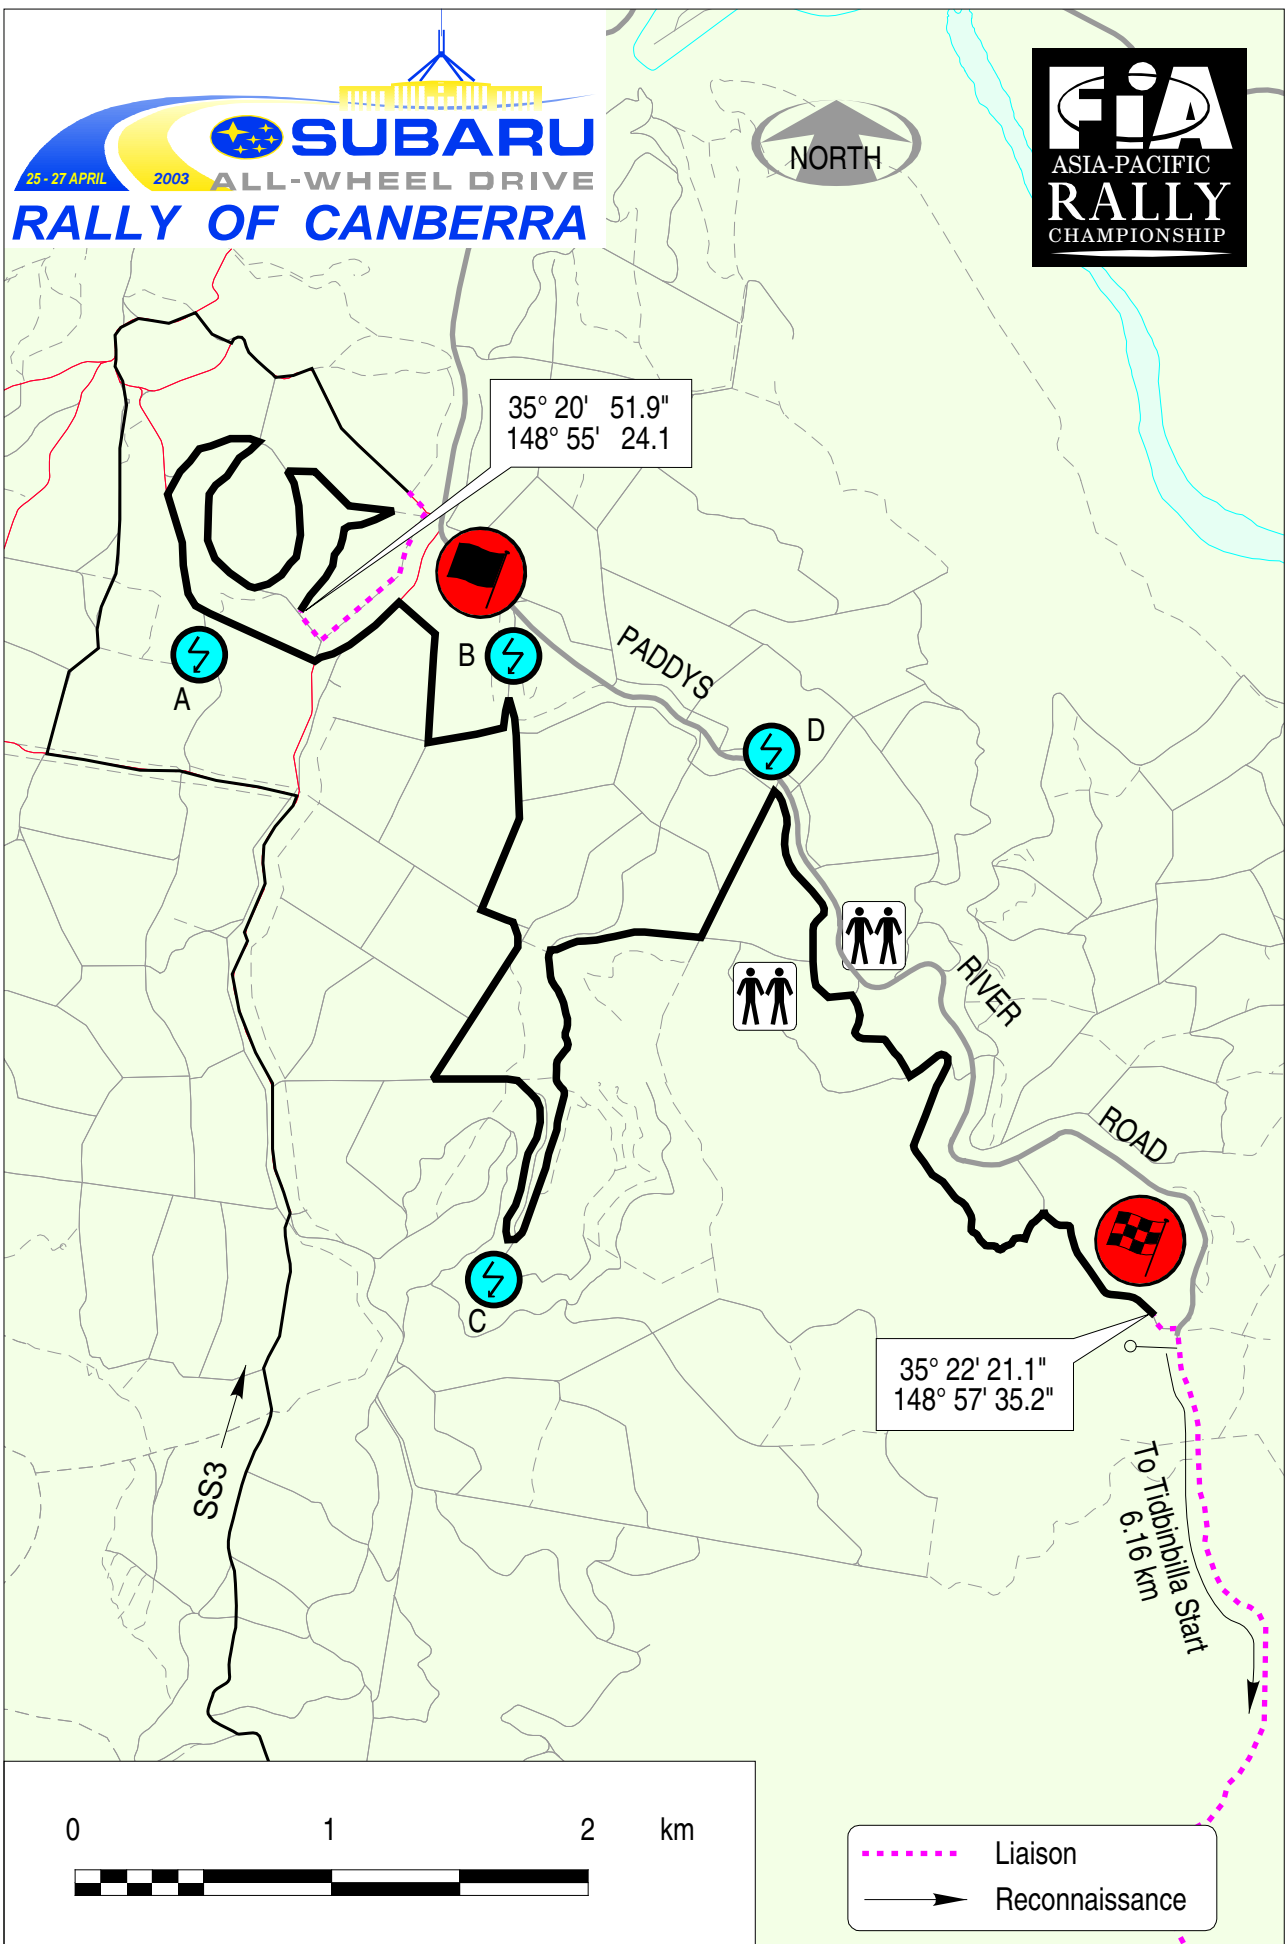 25 - 27 APRIL
2003
SUBARU
ALL-WHEEL DRIVE
RALLY OF CANBERRA
NORTH
FiA
ASIA-PACIFIC
RALLY
CHAMPIONSHIP
35° 20' 51.9"
148° 55' 24.1
A
B
PADDYS
D
RIVER
ROAD
C
35° 22' 21.1"
148° 57' 35.2"
SS3
To Tidbinbilla Start
6.16 km
0 1 2 km
Liaison
Reconnaissance